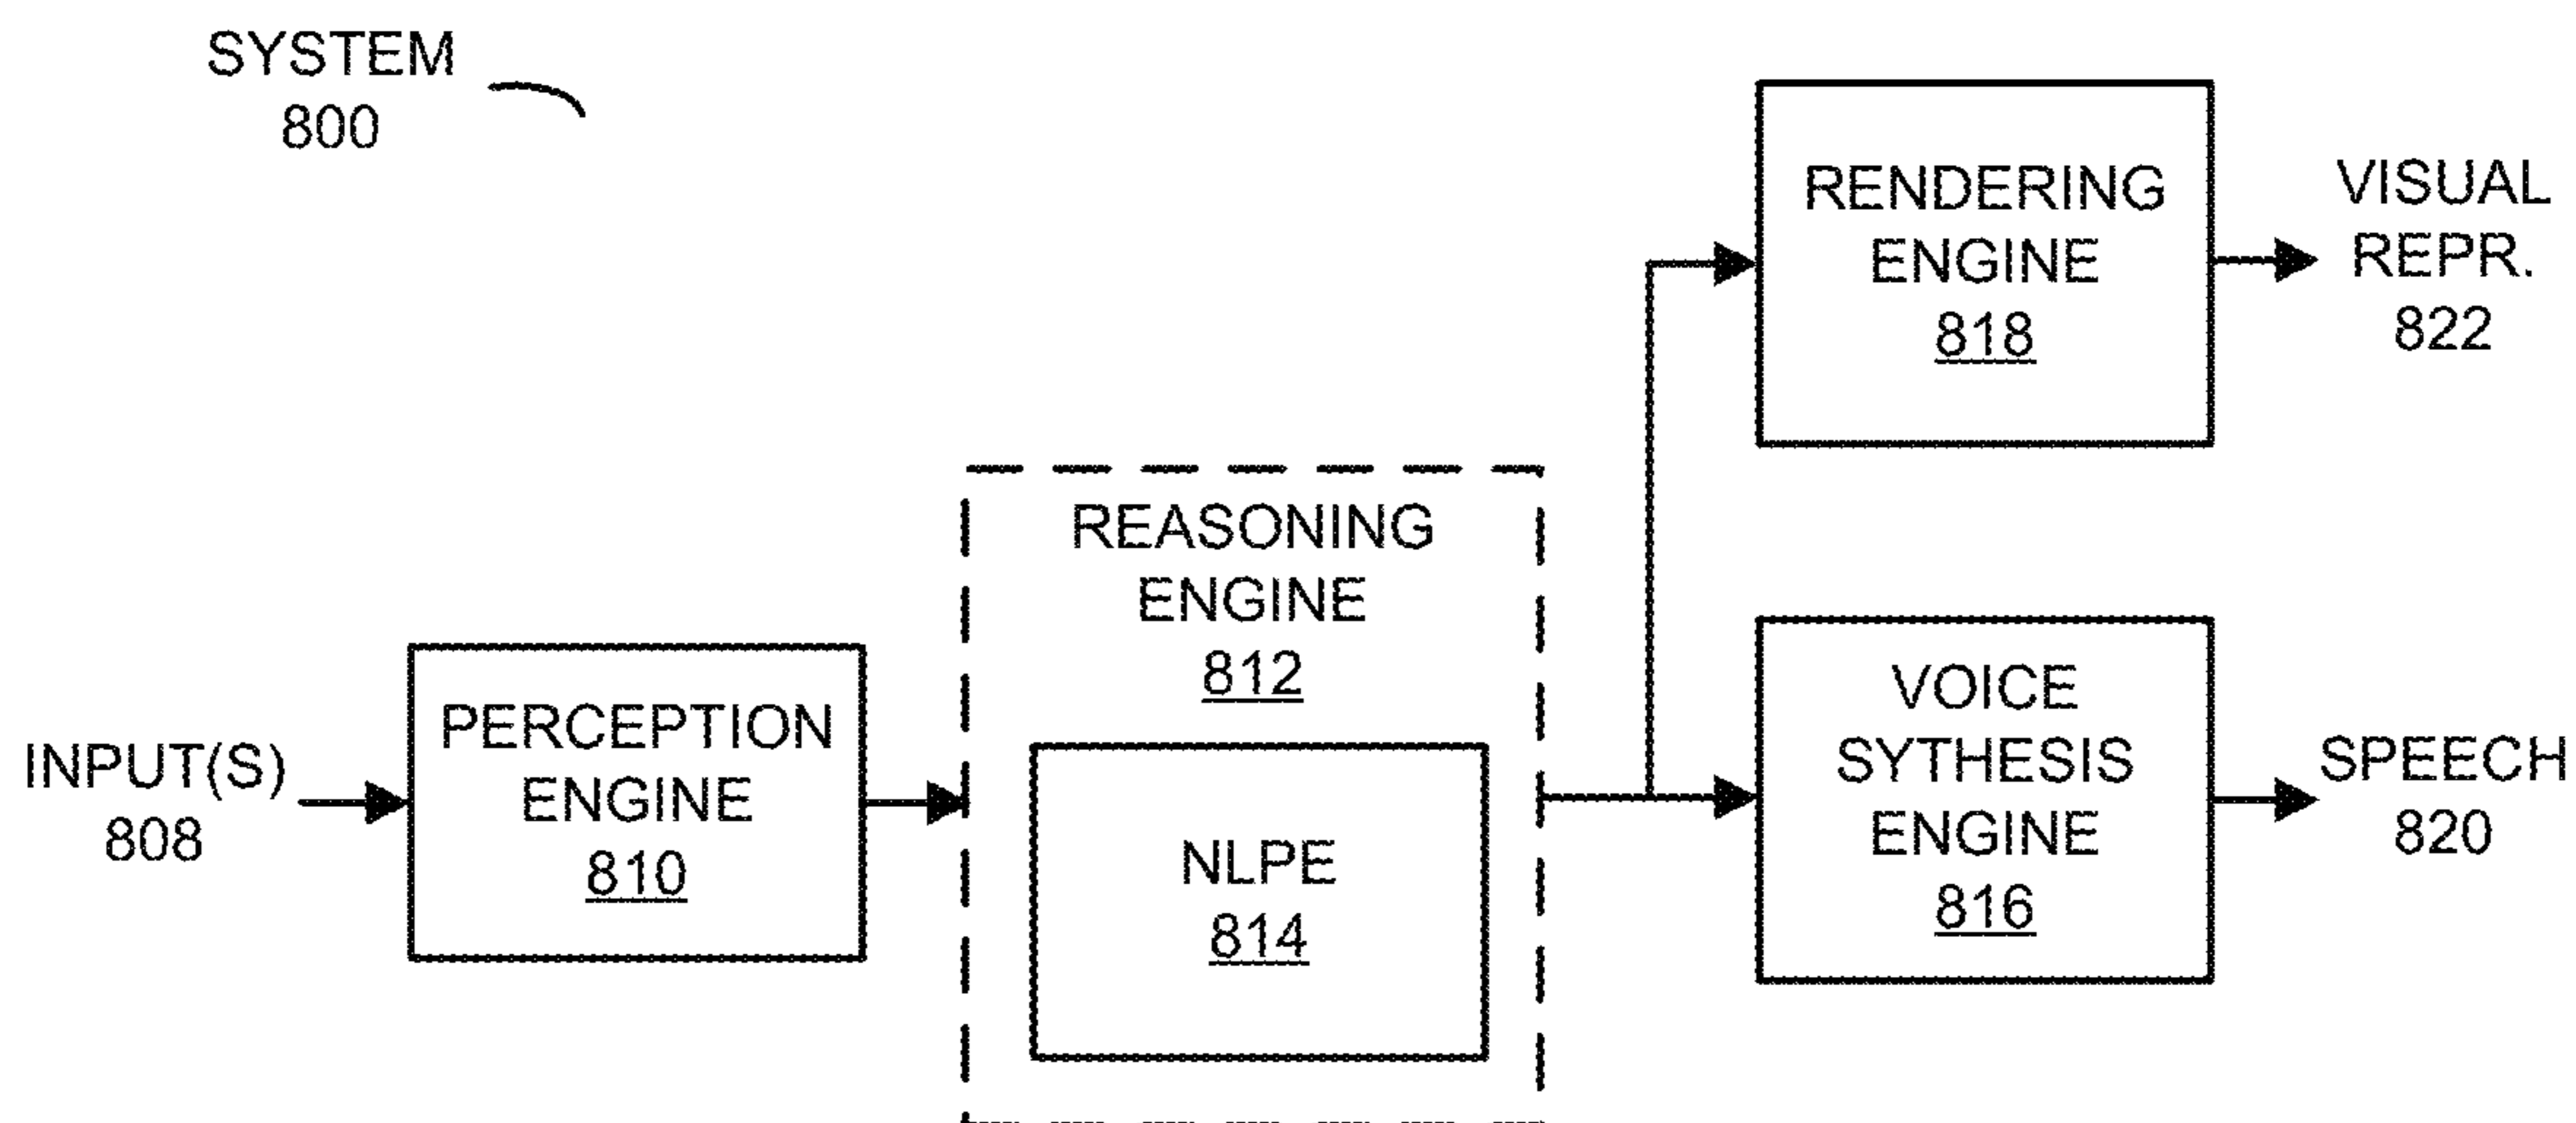 SYSTEM
800
INPUT(S)
808
PERCEPTION
ENGINE
810
REASONING
ENGINE
812
NLPE
814
RENDERING
ENGINE
818
VISUAL
REPR.
822
VOICE
SYTHESIS
ENGINE
816
SPEECH
820